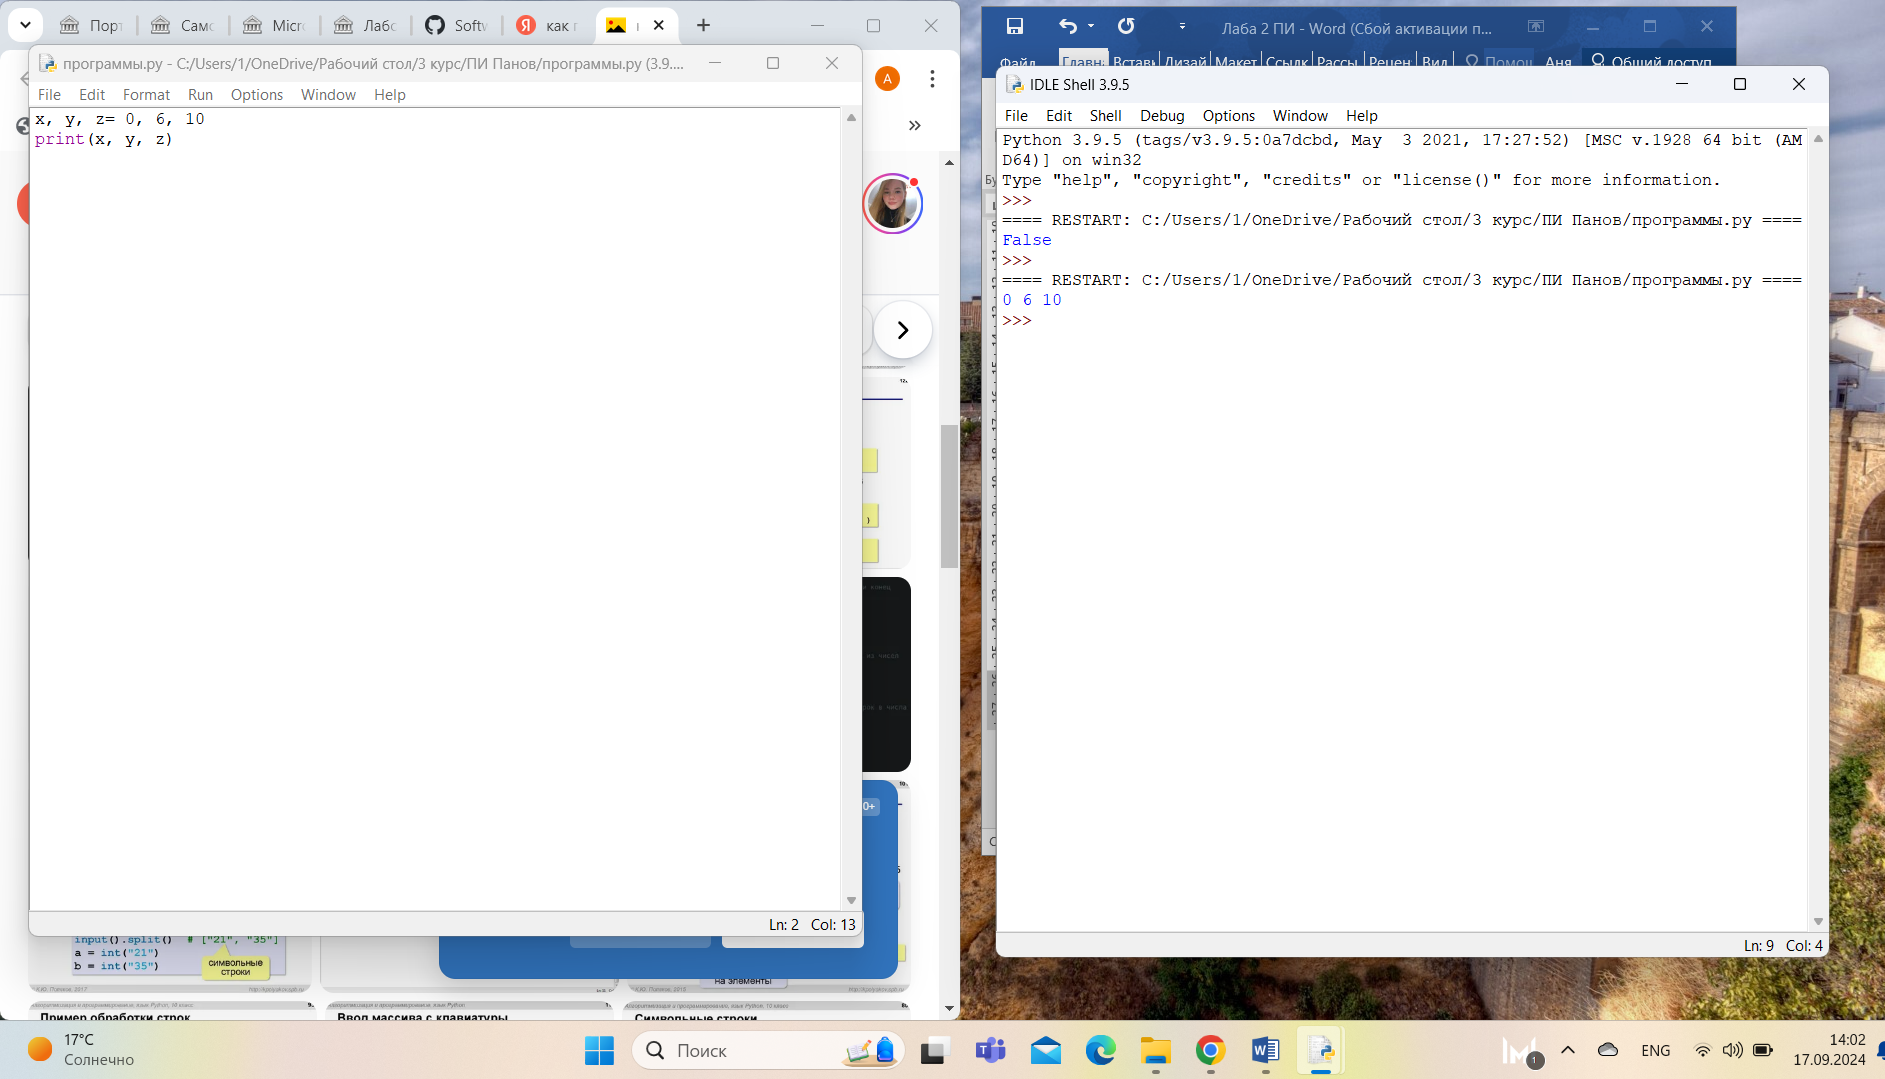 Порт
Самс
Micro
Лабо
Softw
как п
программы.py - C:/Users/1/OneDrive/Рабочий стол/3 курс/ПИ Панов/программы.py (3.9....
File Edit Format Run Options Window Help
x, y, z= 0, 6, 10
print(x, y, z)
Ln: 2 Col: 13
A
»
0+
input().split() # ["21", "35"]
a = int("21")
b = int("35")
символьные
строки
на элементы
Пример обработки строк
Ввод массива с клавиатуры
Символьные строки
Лаба 2 ПИ - Word (Сбой активации п...
Файл Главн Вставк Дизай Макет Ссылк Рассы Рецен Вид Помощ Аня Общий доступ
IDLE Shell 3.9.5
File Edit Shell Debug Options Window Help
Python 3.9.5 (tags/v3.9.5:0a7dcbd, May  3 2021, 17:27:52) [MSC v.1928 64 bit (AM
D64)] on win32
Type "help", "copyright", "credits" or "license()" for more information.
>>>
==== RESTART: C:/Users/1/OneDrive/Рабочий стол/3 курс/ПИ Панов/программы.py ====
False
>>>
==== RESTART: C:/Users/1/OneDrive/Рабочий стол/3 курс/ПИ Панов/программы.py ====
0 6 10
>>>
Ln: 9 Col: 4
17°C
Солнечно
Поиск
1
ENG
14:02
17.09.2024